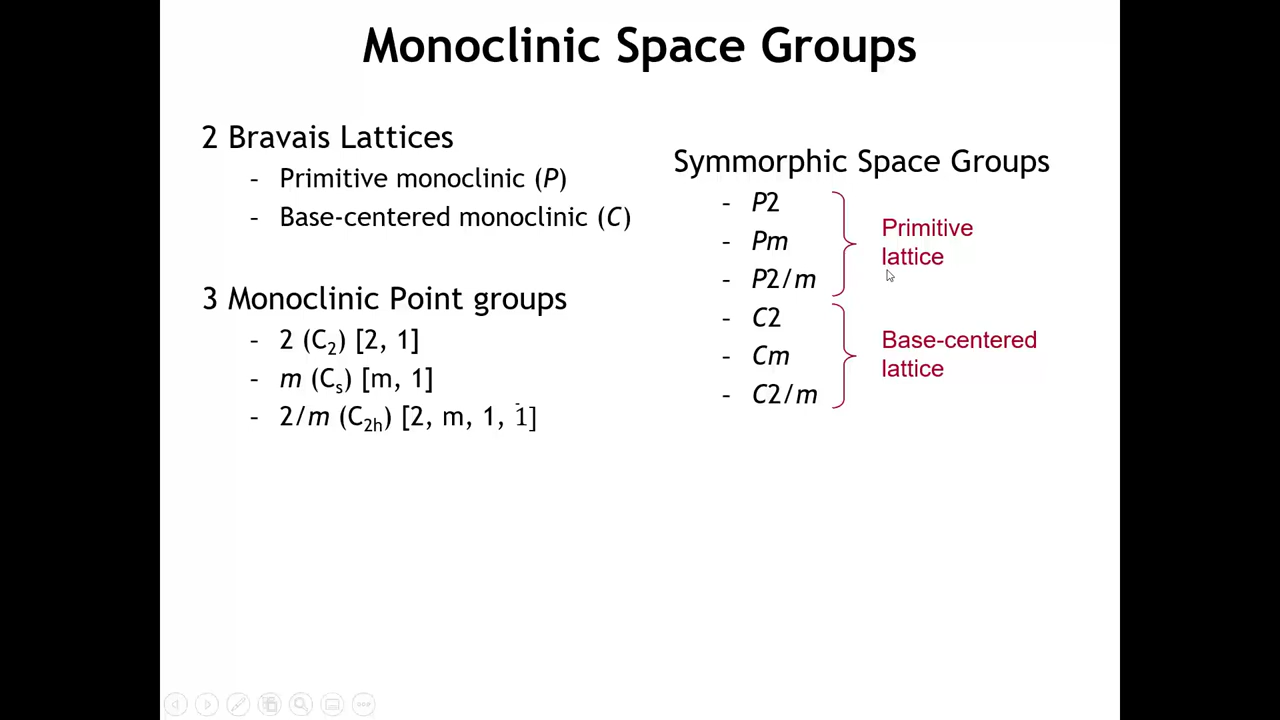 Monoclinic Space Groups
2 Bravais Lattices
- Primitive monoclinic (P)
- Base-centered monoclinic (C)
3 Monoclinic Point groups
- 2 (C₂) [2, 1]
- m (Cₛ) [m, 1]
- 2/m (C₂ₕ) [2, m, 1, 1̄]
Symmorphic Space Groups
- P2
- Pm
- P2/m
Primitive
lattice
- C2
- Cm
- C2/m
Base-centered
lattice